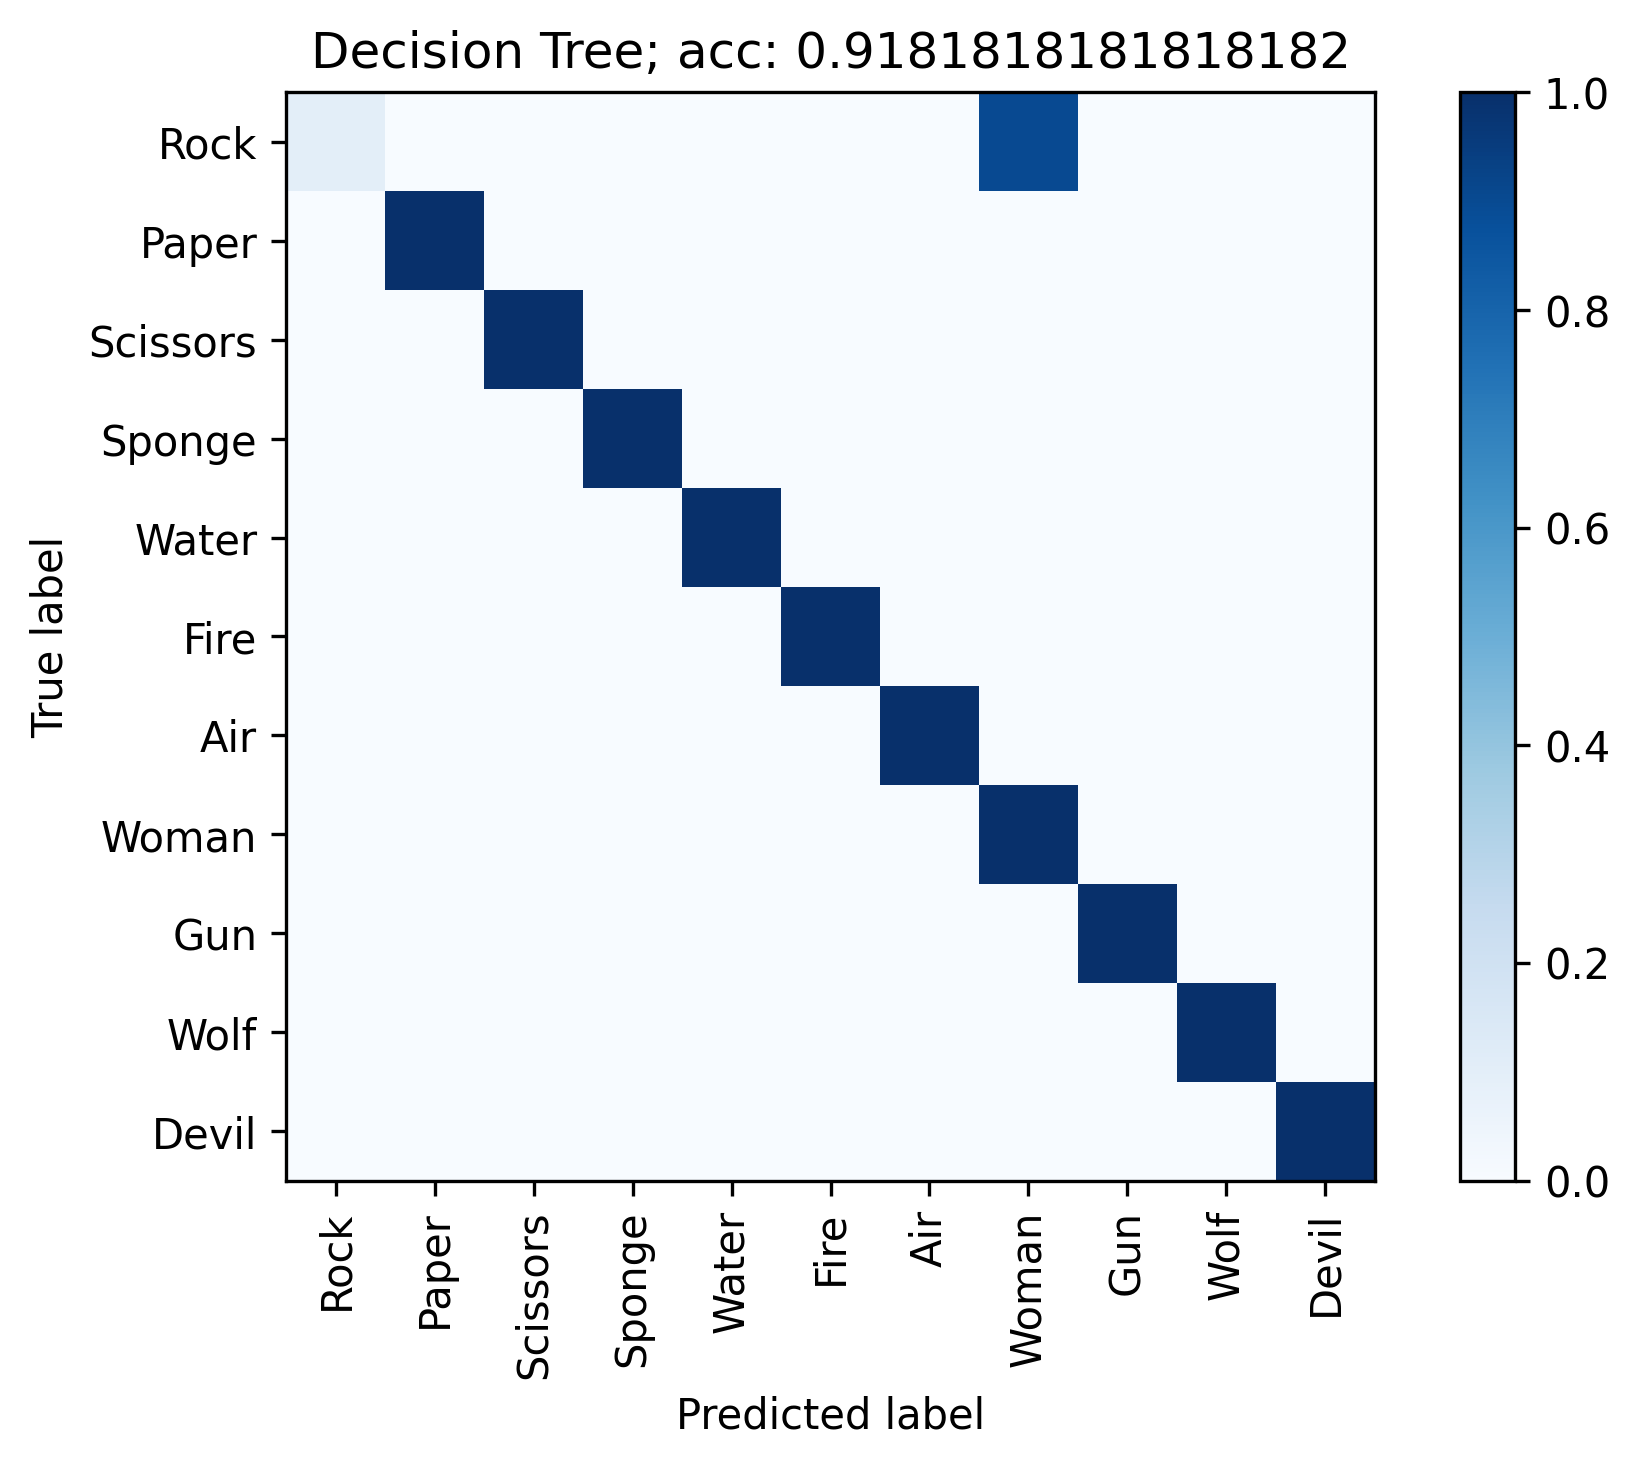 Decision Tree; acc: 0.9181818181818182
True label
Rock
Paper
Scissors
Sponge
Water
Fire
Air
Woman
Gun
Wolf
Devil
Rock
Paper
Scissors
Sponge
Water
Fire
Air
Woman
Gun
Wolf
Devil
Predicted label
1.0
0.8
0.6
0.4
0.2
0.0